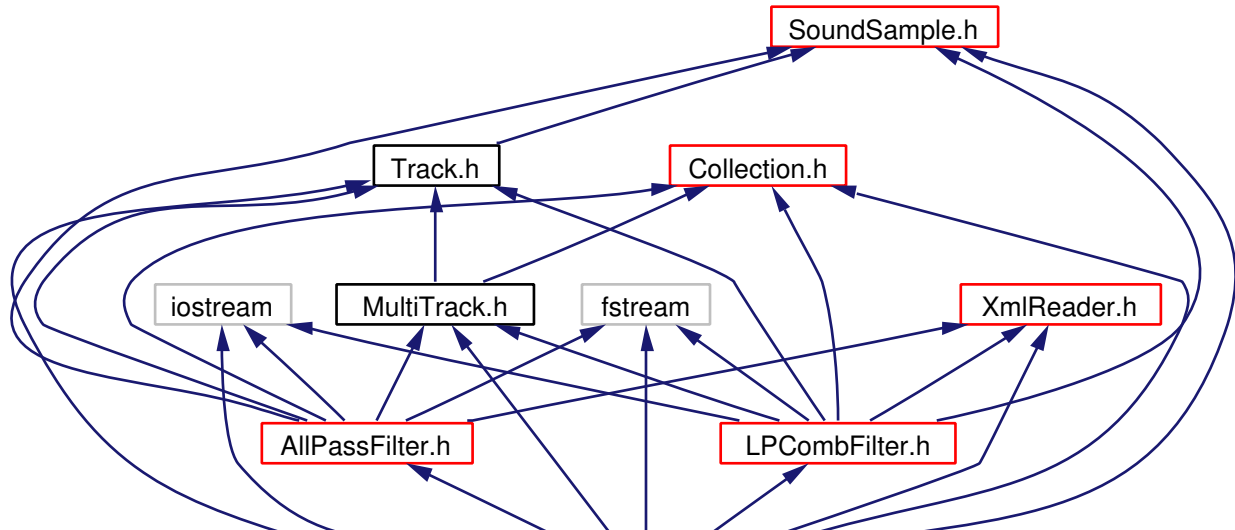 SoundSample.h
Track.h
Collection.h
iostream
MultiTrack.h
fstream
XmlReader.h
AllPassFilter.h
LPCombFilter.h